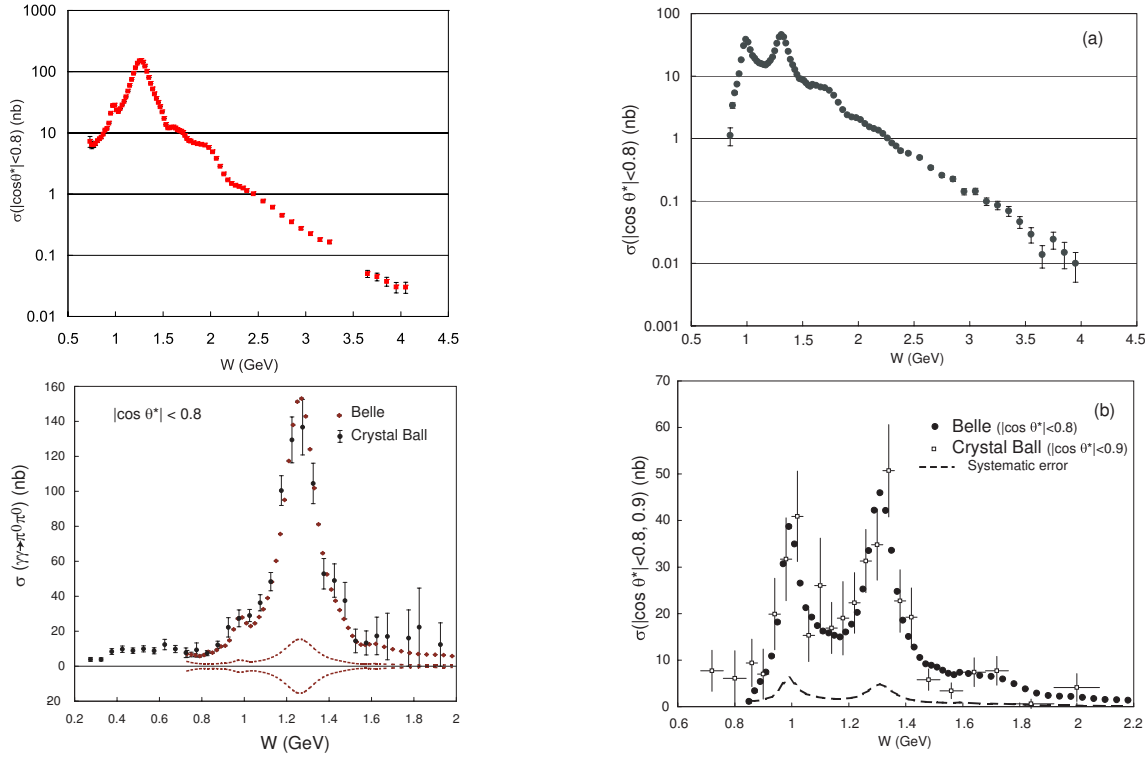 1000
100
10
1
0.1
0.01
0.5 1 1.5 2 2.5 3 3.5 4 4.5
W (GeV)
σ(|cosθ*|<0.8) (nb)
(a)
100
10
1
0.1
0.01
0.001
0.5 1 1.5 2 2.5 3 3.5 4 4.5
W (GeV)
σ(|cos θ*|<0.8) (nb)
|cos θ*| < 0.8
Belle
Crystal Ball
160
140
120
100
80
60
40
20
0
20
0.2 0.4 0.6 0.8 1 1.2 1.4 1.6 1.8 2
W (GeV)
σ (γγ→π⁰π⁰) (nb)
(b)
Belle (|cos θ*|<0.8)
Crystal Ball (|cos θ*|<0.9)
Systematic error
70
60
50
40
30
20
10
0
0.6 0.8 1 1.2 1.4 1.6 1.8 2 2.2
W (GeV)
σ(|cos θ*|<0.8, 0.9) (nb)